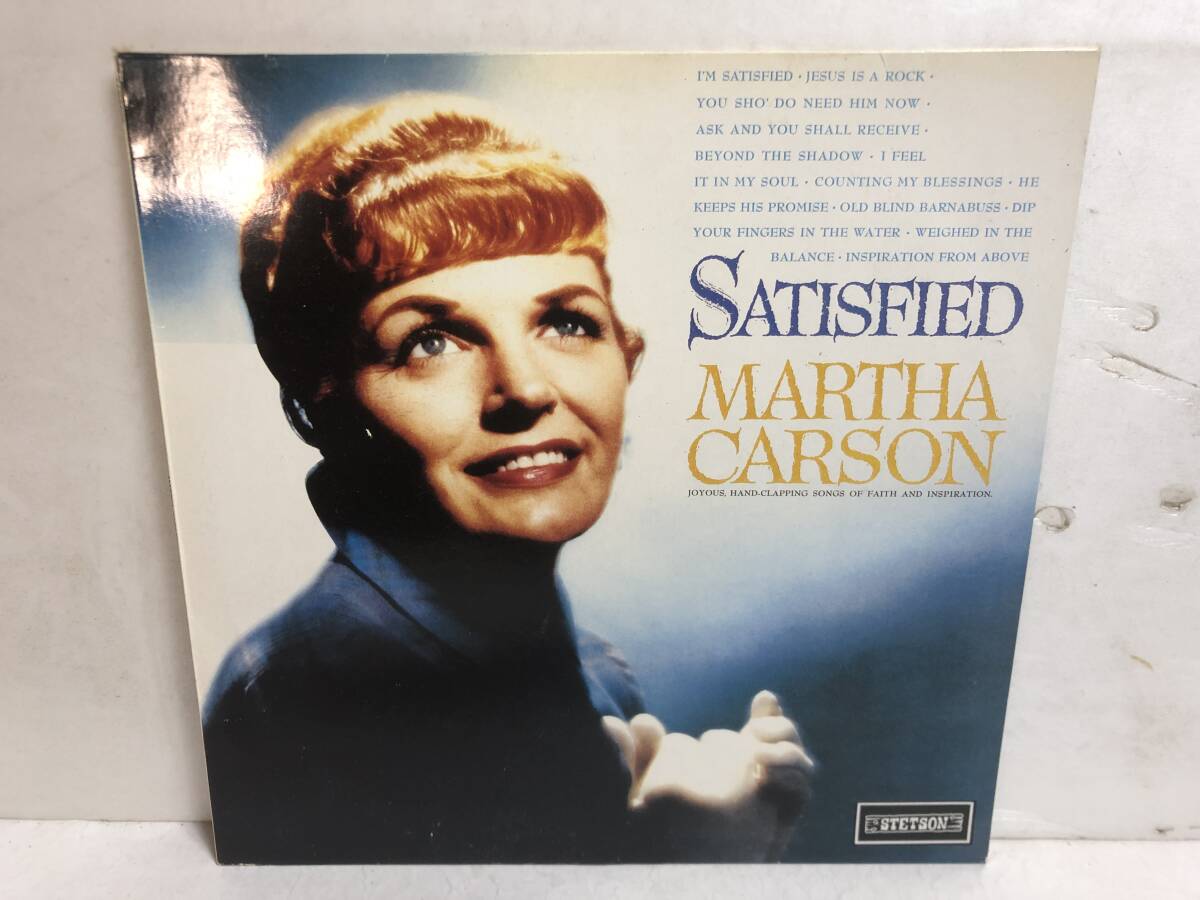 I'M SATISFIED · JESUS IS A ROCK ·
YOU SHO' DO NEED HIM NOW ·
ASK AND YOU SHALL RECEIVE ·
BEYOND THE SHADOW · I FEEL
IT IN MY SOUL · COUNTING MY BLESSINGS · HE
KEEPS HIS PROMISE · OLD BLIND BARNABUSS · DIP
YOUR FINGERS IN THE WATER · WEIGHED IN THE
BALANCE · INSPIRATION FROM ABOVE
SATISFIED
MARTHA
CARSON
JOYOUS, HAND-CLAPPING SONGS OF FAITH AND INSPIRATION.
STETSON